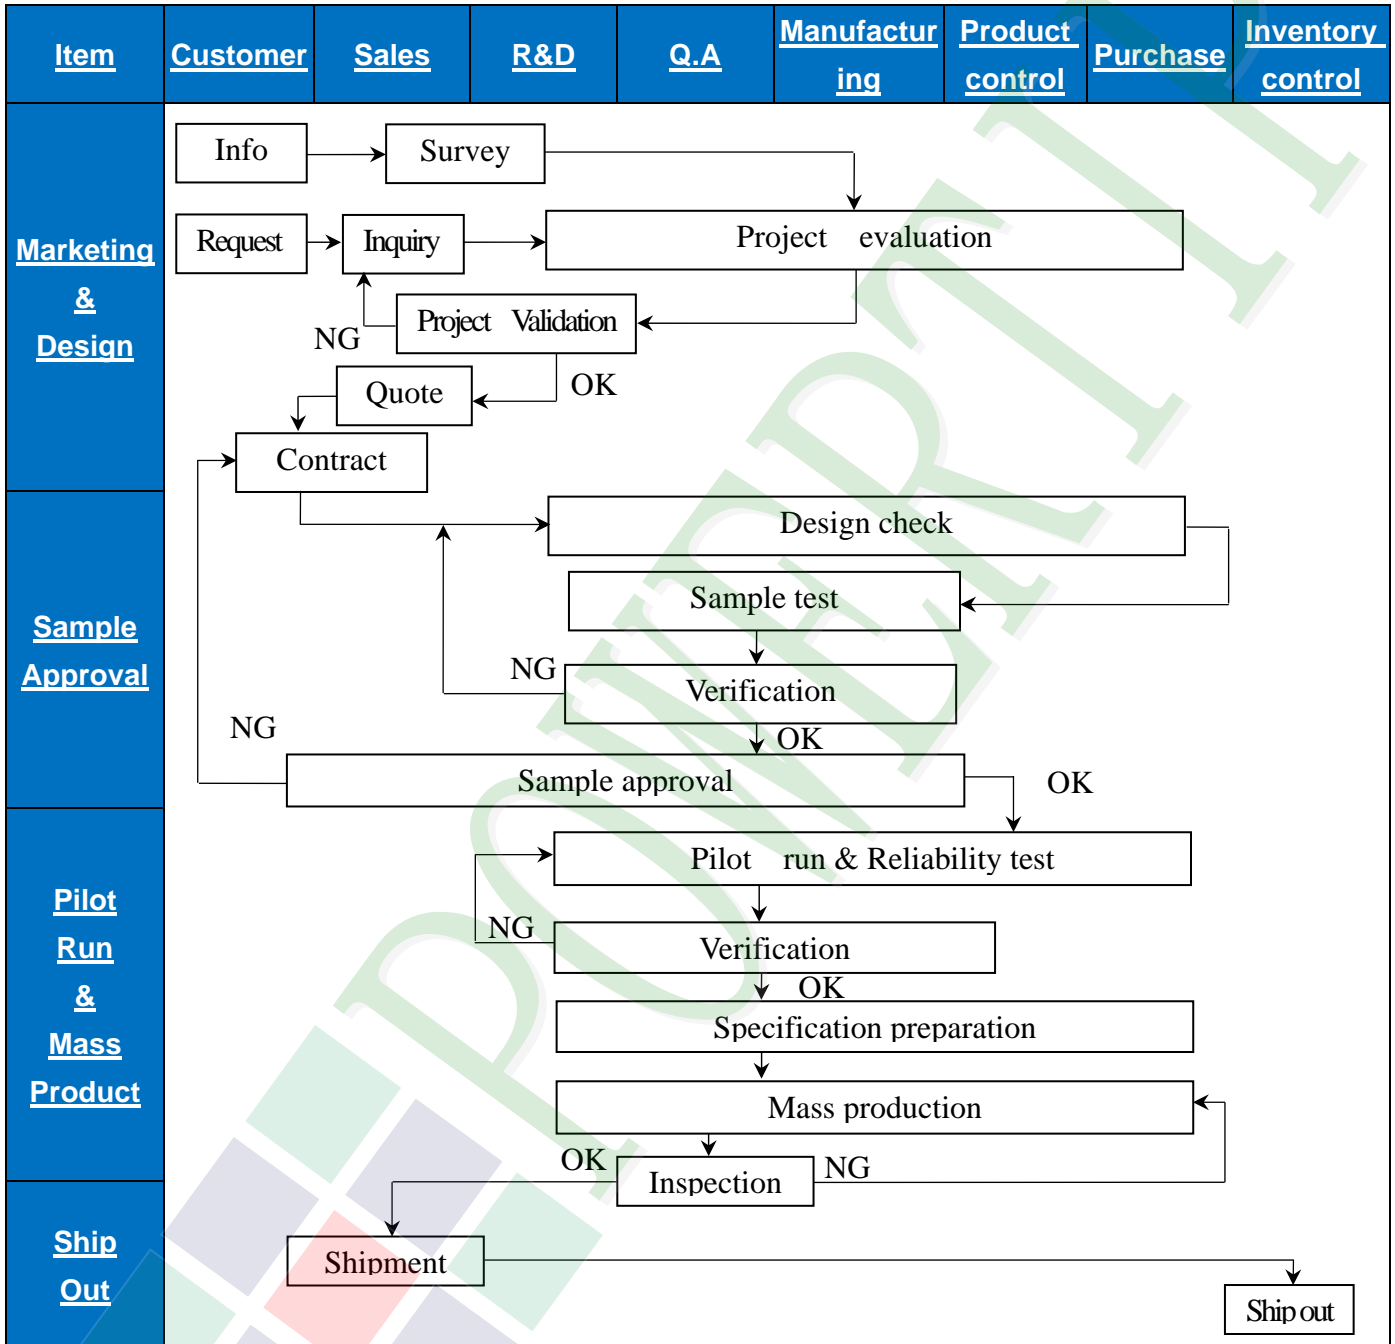 Item
Customer
Sales
R&D
Q.A
Manufactur
ing
Product
control
Purchase
Inventory
control
Marketing
&
Design
Info
Survey
Request
Inquiry
Project evaluation
Project Validation
NG
OK
Quote
Contract
Sample
Approval
Design check
Sample test
NG
Verification
OK
NG
Sample approval
OK
Pilot
Run
&
Mass
Product
Pilot run & Reliability test
NG
Verification
OK
Specification preparation
Mass production
OK
Inspection
NG
Ship
Out
Shipment
Ship out
POWERTIP